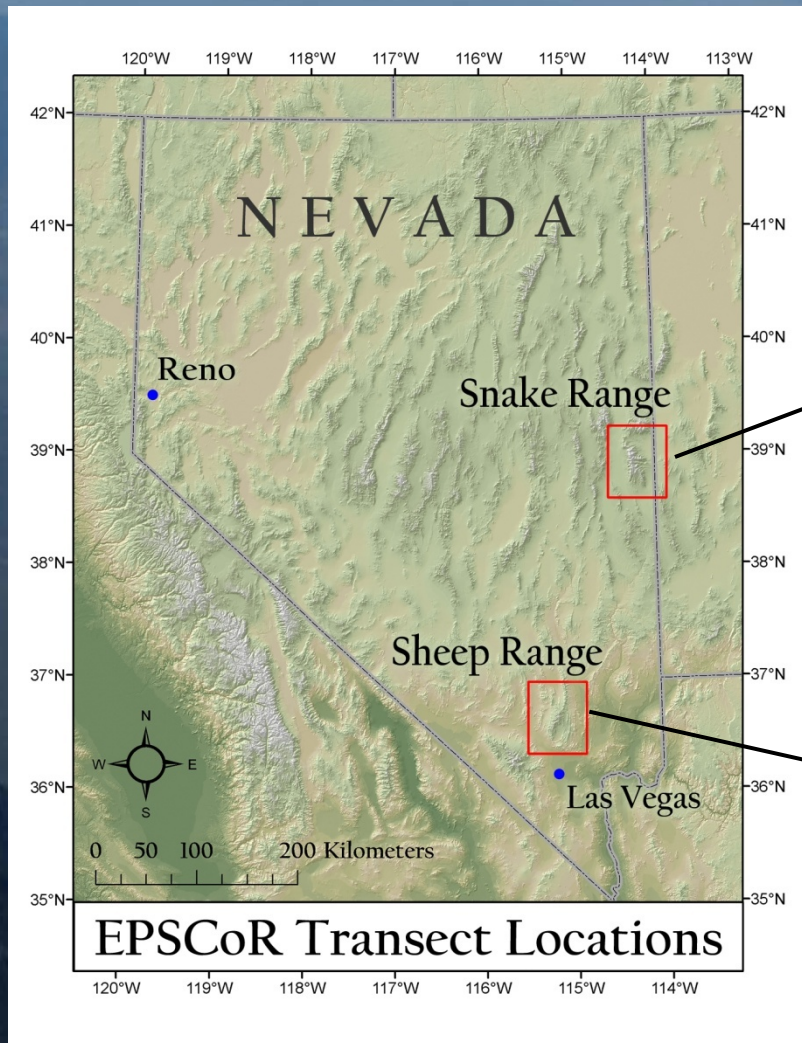 120°W 119°W 118°W 117°W 116°W 115°W 114°W 113°W
42°N 42°N
NEVADA
41°N 41°N
40°N 40°N
Reno
Snake Range
39°N 39°N
38°N 38°N
Sheep Range
37°N 37°N
N
W E
S
36°N 36°N
Las Vegas
0 50 100 200 Kilometers
35°N 35°N
EPSCoR Transect Locations
120°W 119°W 118°W 117°W 116°W 115°W 114°W